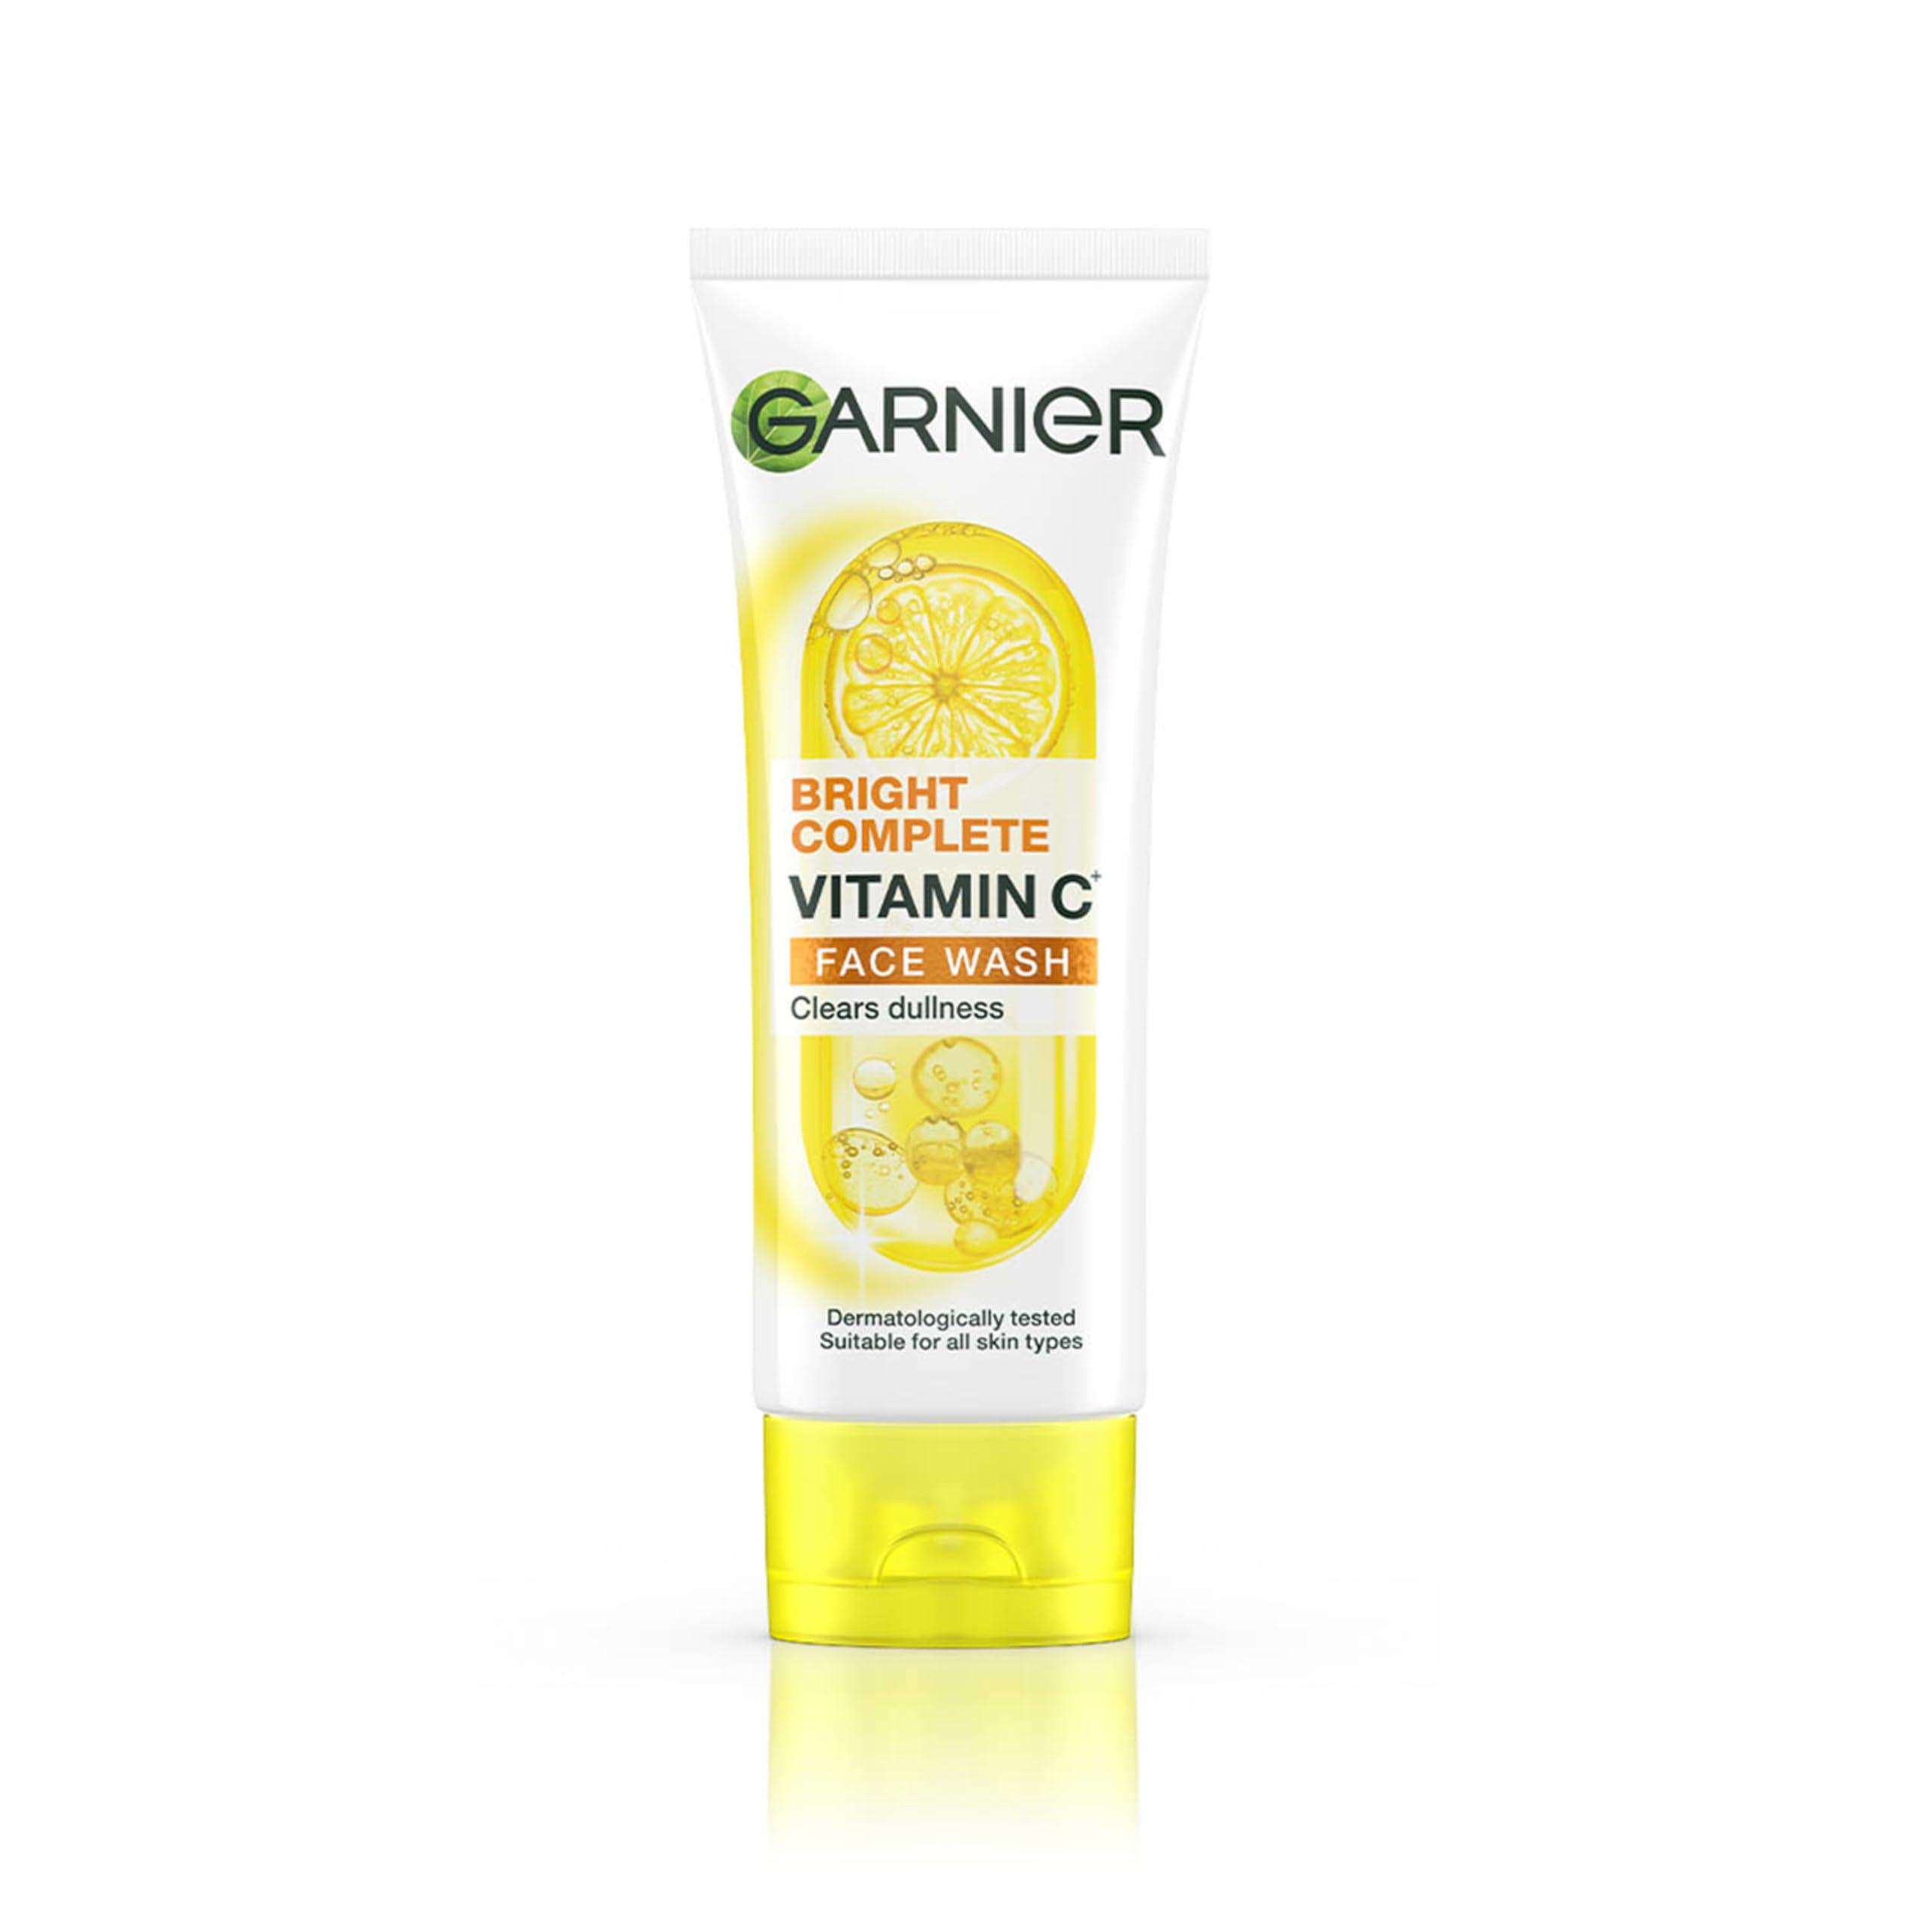 GARNIER
BRIGHT
COMPLETE
VITAMIN C+
FACE WASH
Clears dullness
Dermatologically tested
Suitable for all skin types